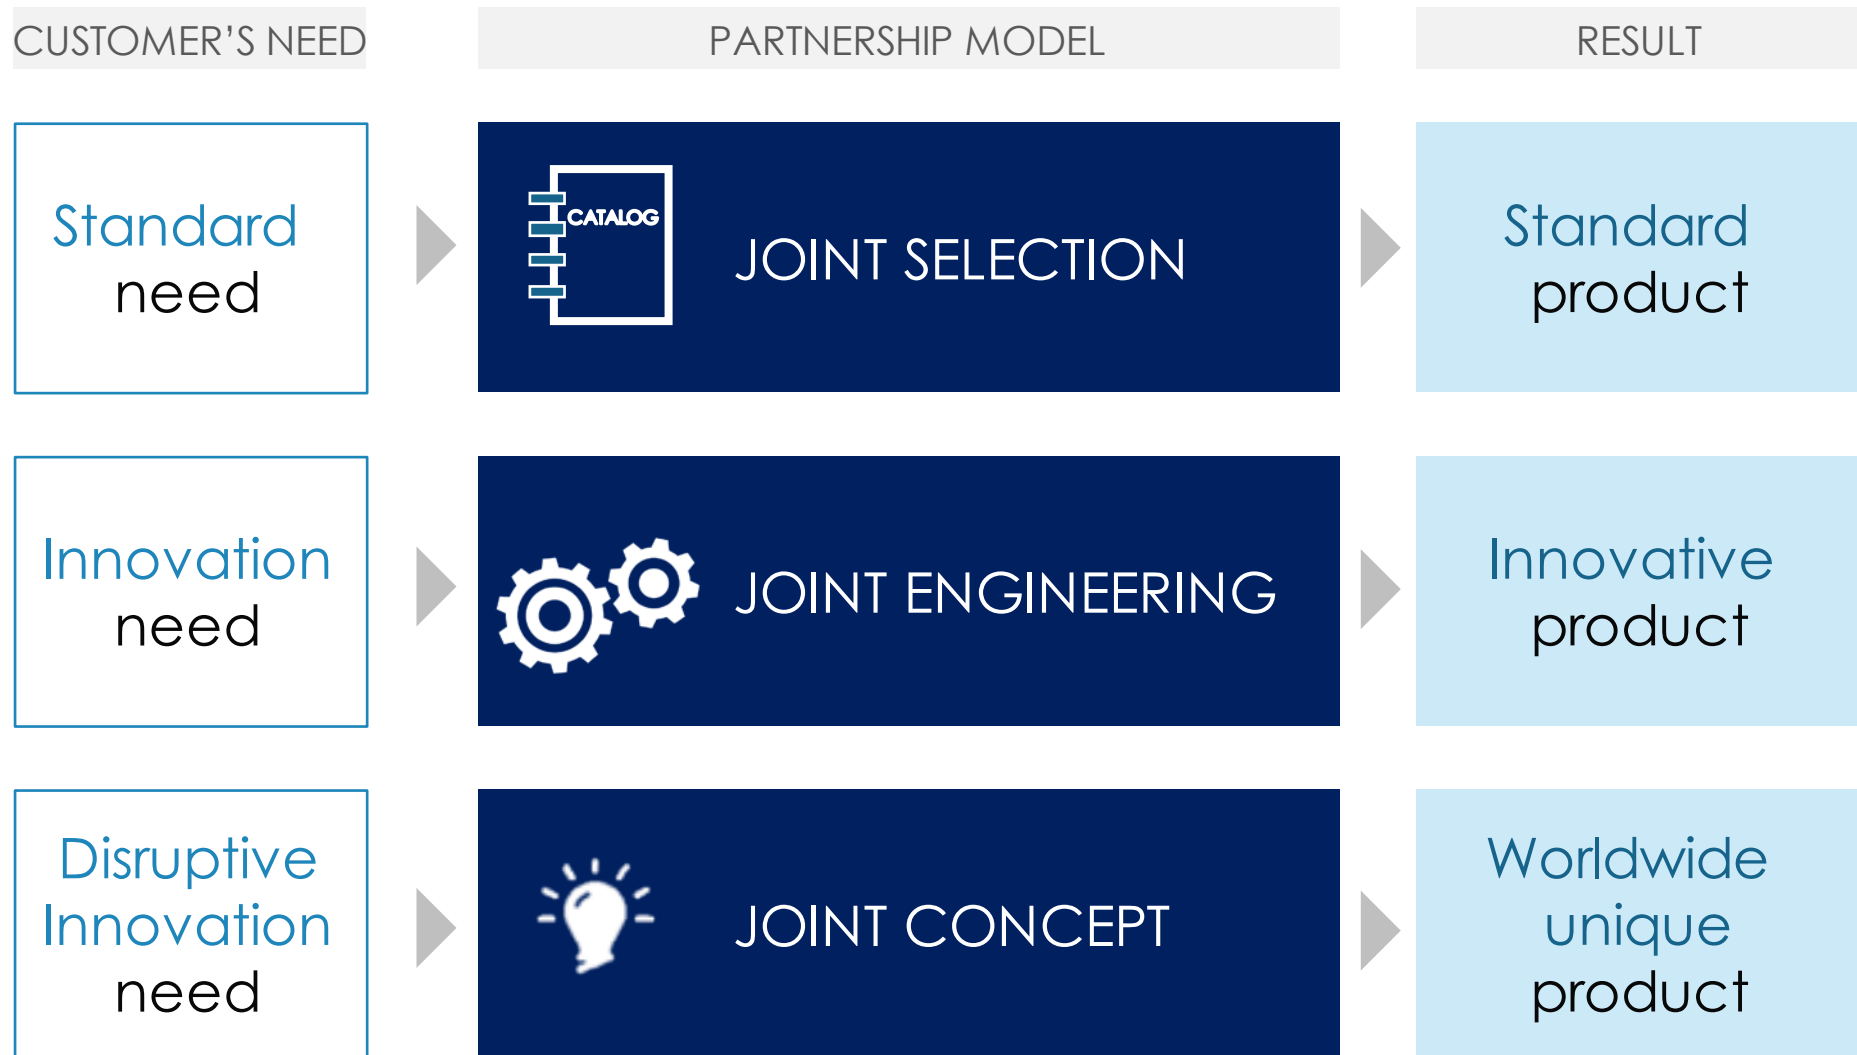 CUSTOMER’S NEED
PARTNERSHIP MODEL
RESULT
Standard
need
CATALOG
JOINT SELECTION
Standard
product
Innovation
need
JOINT ENGINEERING
Innovative
product
Disruptive
Innovation
need
JOINT CONCEPT
Worldwide
unique
product